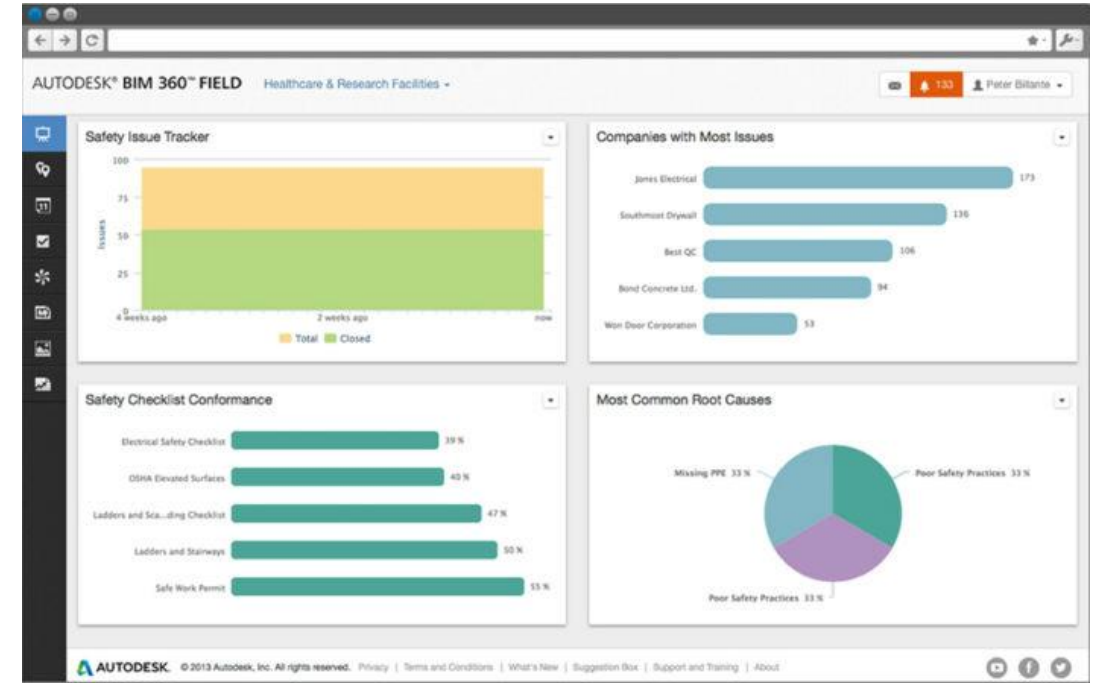 AUTODESK® BIM 360™ FIELD Healthcare & Research Facilities
133 Peter Billante
Safety Issue Tracker
100
75
50
25
0
Issues
4 weeks ago 2 weeks ago now
Total Closed
Companies with Most Issues
Jones Electrical 173
Southmost Drywall 136
Best QC 106
Bond Concrete Ltd. 94
Won Door Corporation 53
Safety Checklist Conformance
Electrical Safety Checklist 39 %
OSHA Elevated Surfaces 40 %
Ladders and Sca...ding Checklist 47 %
Ladders and Stairways 50 %
Safe Work Permit 55 %
Most Common Root Causes
Missing PPE 33 % Poor Safety Practices 33 %
Poor Safety Practices 33 %
AUTODESK. © 2013 Autodesk, Inc. All rights reserved. Privacy | Terms and Conditions | What's New | Suggestion Box | Support and Training | About